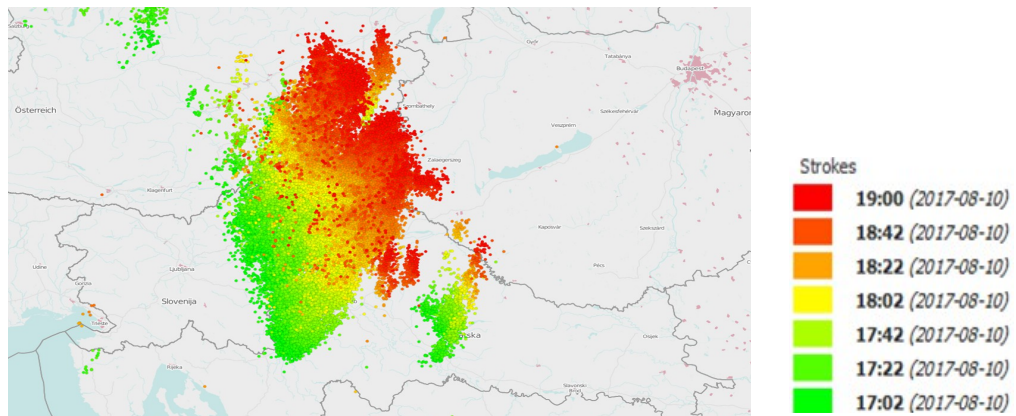 Salzburg
Győr
Tatabánya
Budapest
Österreich
Szombathely
Székesfehérvár
Magyaror
Veszprém
Zalaegerszeg
Klagenfurt
Kaposvár
Szekszárd
Ljubljana
Udine
Gorizia
Pécs
Slovenija
Trieste
ska
Osijek
Rijeka
Slavonski
Brod
Strokes
19:00 (2017-08-10)
18:42 (2017-08-10)
18:22 (2017-08-10)
18:02 (2017-08-10)
17:42 (2017-08-10)
17:22 (2017-08-10)
17:02 (2017-08-10)